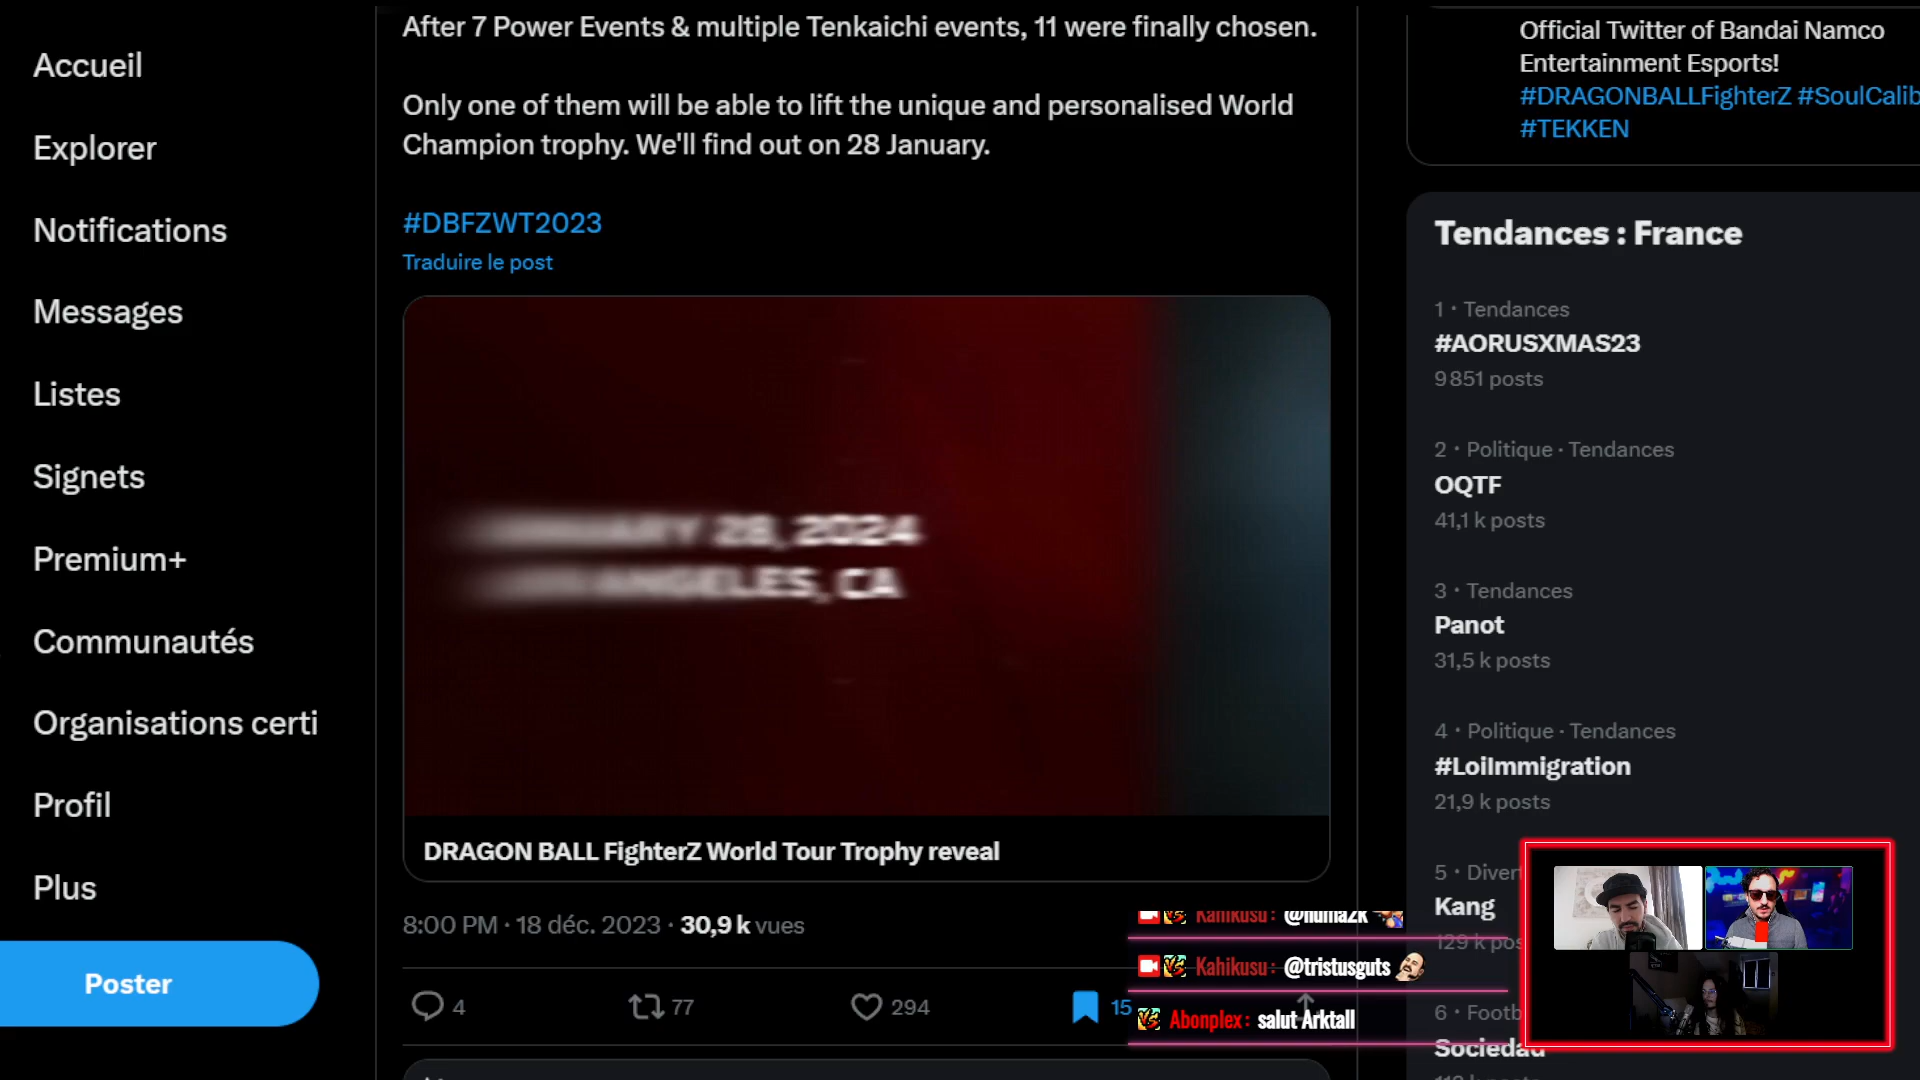 Accueil
Explorer
Notifications
Messages
Listes
Signets
Premium+
Communautés
Organisations certi
Profil
Plus
Poster
After 7 Power Events & multiple Tenkaichi events, 11 were finally chosen.
Only one of them will be able to lift the unique and personalised World
Champion trophy. We'll find out on 28 January.
#DBFZWT2023
Traduire le post
JANUARY 28, 2024
ANGELES, CA
DRAGON BALL FighterZ World Tour Trophy reveal
8:00 PM · 18 déc. 2023 · 30,9 k vues
4
77
294
15
Kahikusu : @huma2k
Kahikusu : @tristusguts
Abonplex : salut Arktall
Official Twitter of Bandai Namco
Entertainment Esports!
#DRAGONBALLFighterZ #SoulCalib
#TEKKEN
Tendances : France
1 · Tendances
#AORUSXMAS23
9 851 posts
2 · Politique · Tendances
OQTF
41,1 k posts
3 · Tendances
Panot
31,5 k posts
4 · Politique · Tendances
#LoiImmigration
21,9 k posts
5 · Divert
Kang
129 k pos
6 · Footb
Sociedad